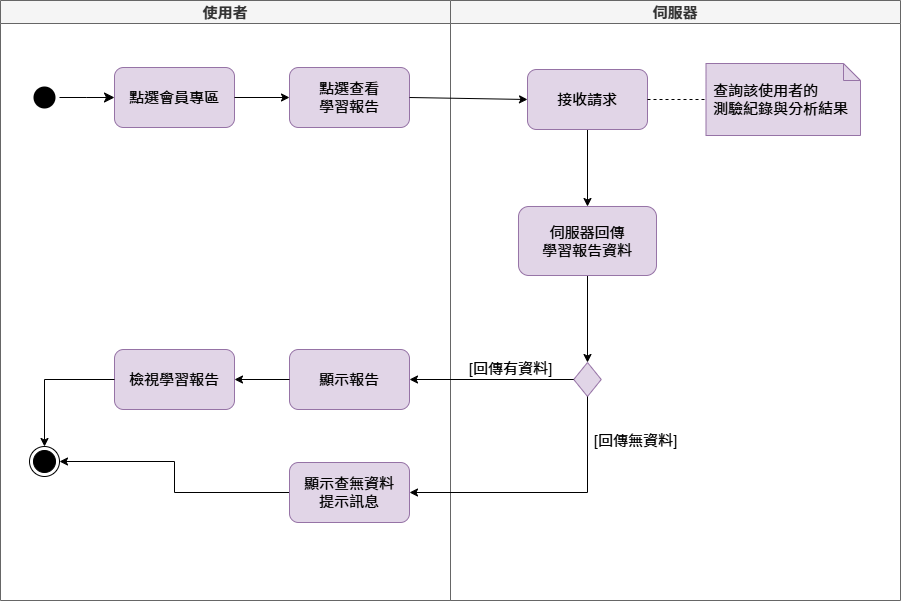 使用者
伺服器
點選會員專區
點選查看
學習報告
接收請求
查詢該使用者的
測驗紀錄與分析結果
伺服器回傳
學習報告資料
檢視學習報告
顯示報告
[回傳有資料]
[回傳無資料]
顯示查無資料
提示訊息